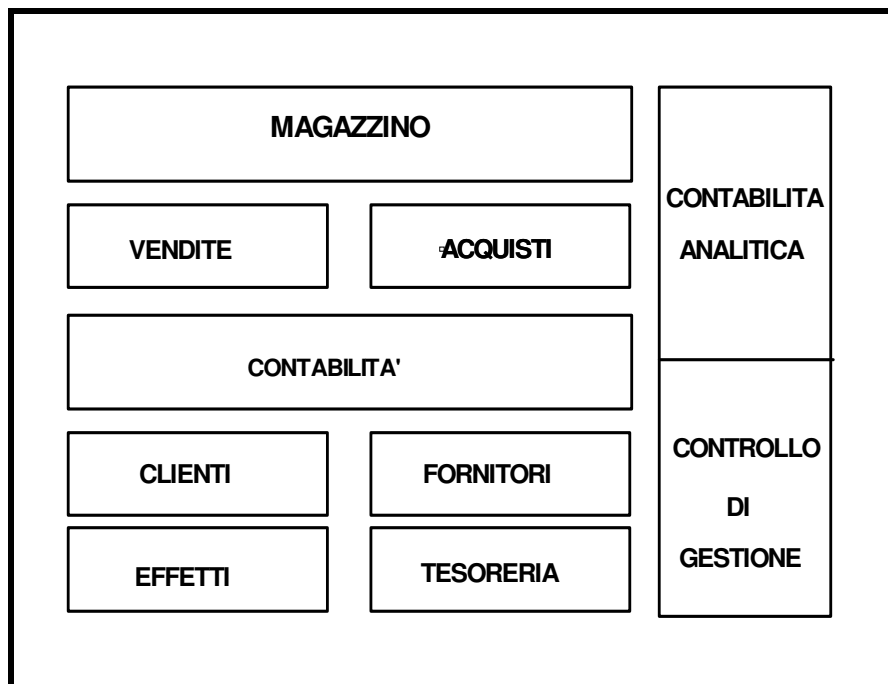 MAGAZZINO
VENDITE
ACQUISTI
CONTABILITA'
CLIENTI
FORNITORI
EFFETTI
TESORERIA
CONTABILITA
ANALITICA
CONTROLLO
DI
GESTIONE